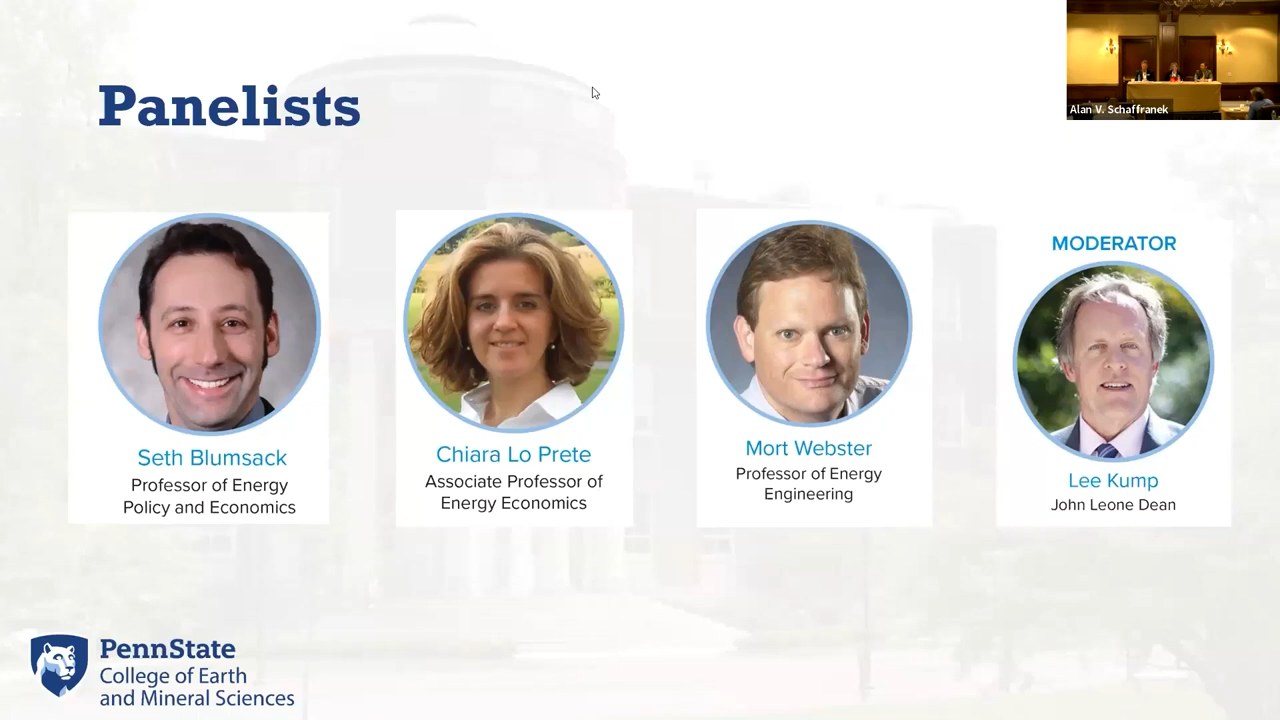 Panelists
Alan V. Schaffranek
Seth Blumsack
Professor of Energy
Policy and Economics
Chiara Lo Prete
Associate Professor of
Energy Economics
Mort Webster
Professor of Energy
Engineering
MODERATOR
Lee Kump
John Leone Dean
PennState
College of Earth
and Mineral Sciences